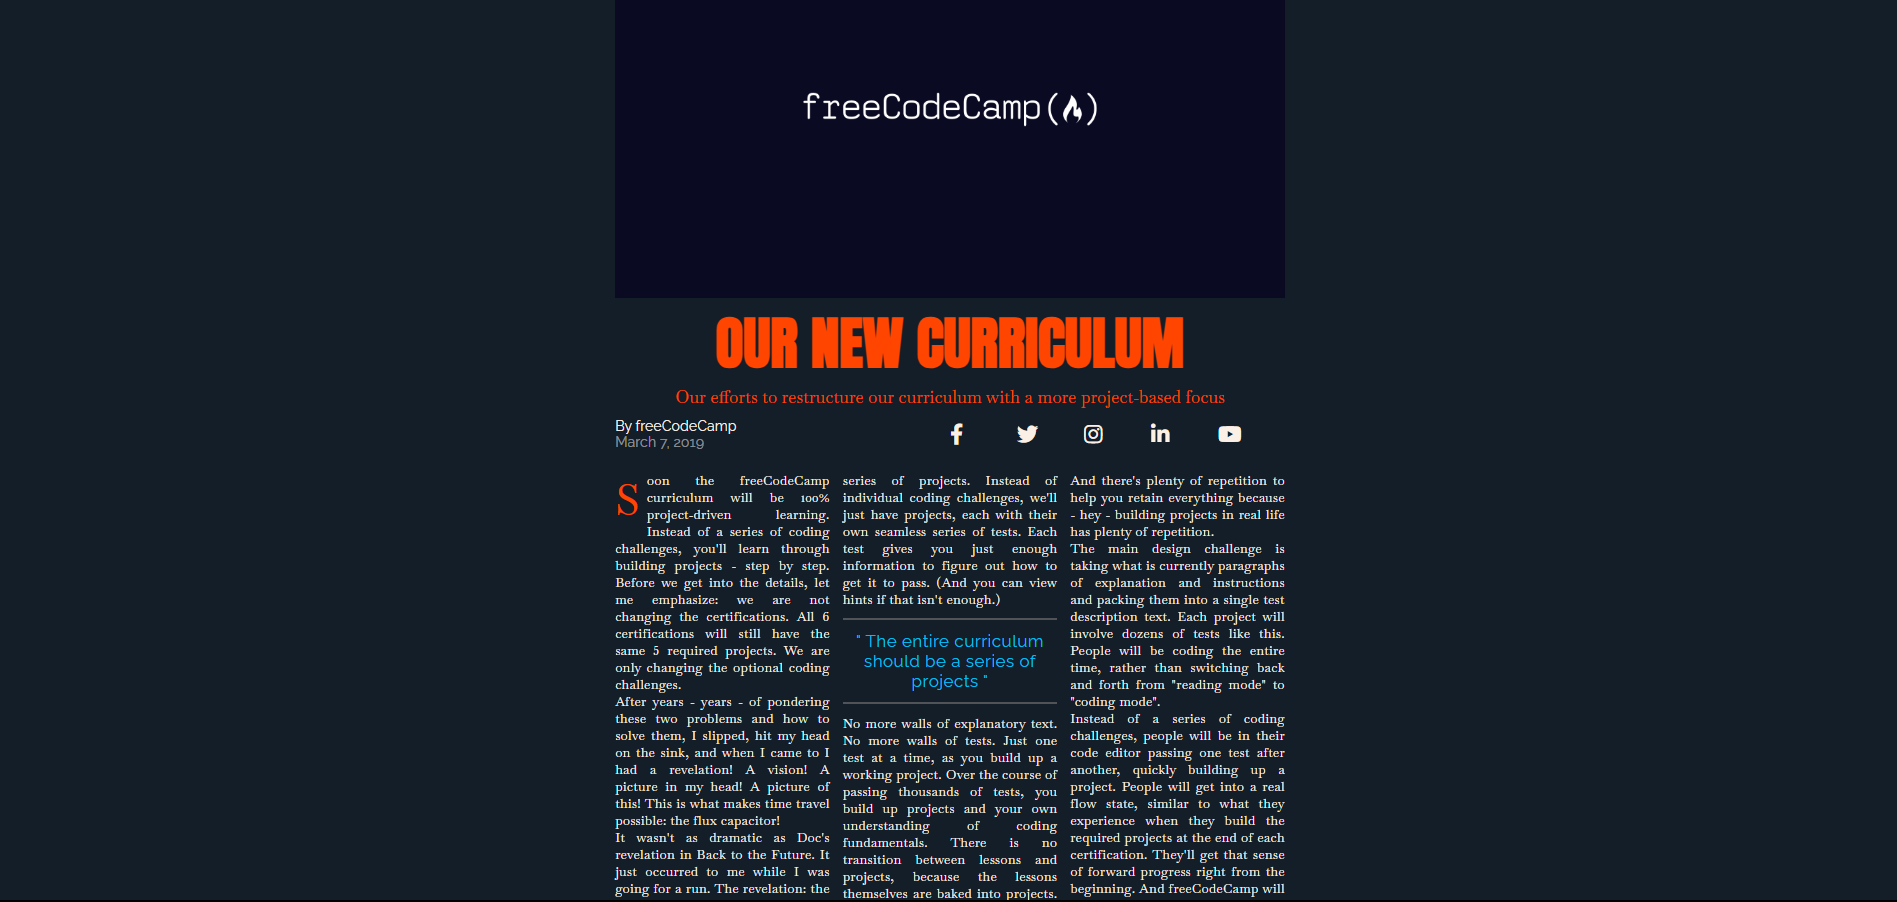 freeCodeCamp
OUR NEW CURRICULUM
Our efforts to restructure our curriculum with a more project-based focus
By freeCodeCamp
March 7, 2019
Soon the freeCodeCamp
curriculum will be 100%
project-driven learning.
Instead of a series of coding
challenges, you'll learn through
building projects - step by step.
Before we get into the details, let
me emphasize: we are not
changing the certifications. All 6
certifications will still have the
same 5 required projects. We are
only changing the optional coding
challenges.
After years - years - of pondering
these two problems and how to
solve them, I slipped, hit my head
on the sink, and when I came to I
had a revelation! A vision! A
picture in my head! A picture of
this! This is what makes time travel
possible: the flux capacitor!
It wasn't as dramatic as Doc's
revelation in Back to the Future. It
just occurred to me while I was
going for a run. The revelation: the
series of projects. Instead of
individual coding challenges, we'll
just have projects, each with their
own seamless series of tests. Each
test gives you just enough
information to figure out how to
get it to pass. (And you can view
hints if that isn't enough.)
" The entire curriculum
should be a series of
projects "
No more walls of explanatory text.
No more walls of tests. Just one
test at a time, as you build up a
working project. Over the course of
passing thousands of tests, you
build up projects and your own
understanding of coding
fundamentals. There is no
transition between lessons and
projects, because the lessons
themselves are baked into projects.
And there's plenty of repetition to
help you retain everything because
- hey - building projects in real life
has plenty of repetition.
The main design challenge is
taking what is currently paragraphs
of explanation and instructions
and packing them into a single test
description text. Each project will
involve dozens of tests like this.
People will be coding the entire
time, rather than switching back
and forth from "reading mode" to
"coding mode".
Instead of a series of coding
challenges, people will be in their
code editor passing one test after
another, quickly building up a
project. People will get into a real
flow state, similar to what they
experience when they build the
required projects at the end of each
certification. They'll get that sense
of forward progress right from the
beginning. And freeCodeCamp will